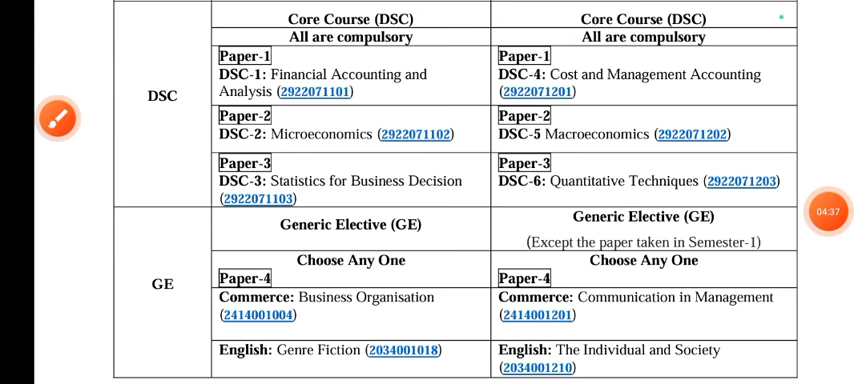 Core Course (DSC)
Core Course (DSC)
All are compulsory
All are compulsory
DSC
Paper-1
DSC-1: Financial Accounting and
Analysis (2922071101)
Paper-1
DSC-4: Cost and Management Accounting
(2922071201)
Paper-2
DSC-2: Microeconomics (2922071102)
Paper-2
DSC-5 Macroeconomics (2922071202)
Paper-3
DSC-3: Statistics for Business Decision
(2922071103)
Paper-3
DSC-6: Quantitative Techniques (2922071203)
04:37
GE
Generic Elective (GE)
Generic Elective (GE)
(Except the paper taken in Semester-1)
Choose Any One
Choose Any One
Paper-4
Paper-4
Commerce: Business Organisation
(2414001004)
Commerce: Communication in Management
(2414001201)
English: Genre Fiction (2034001018)
English: The Individual and Society
(2034001210)